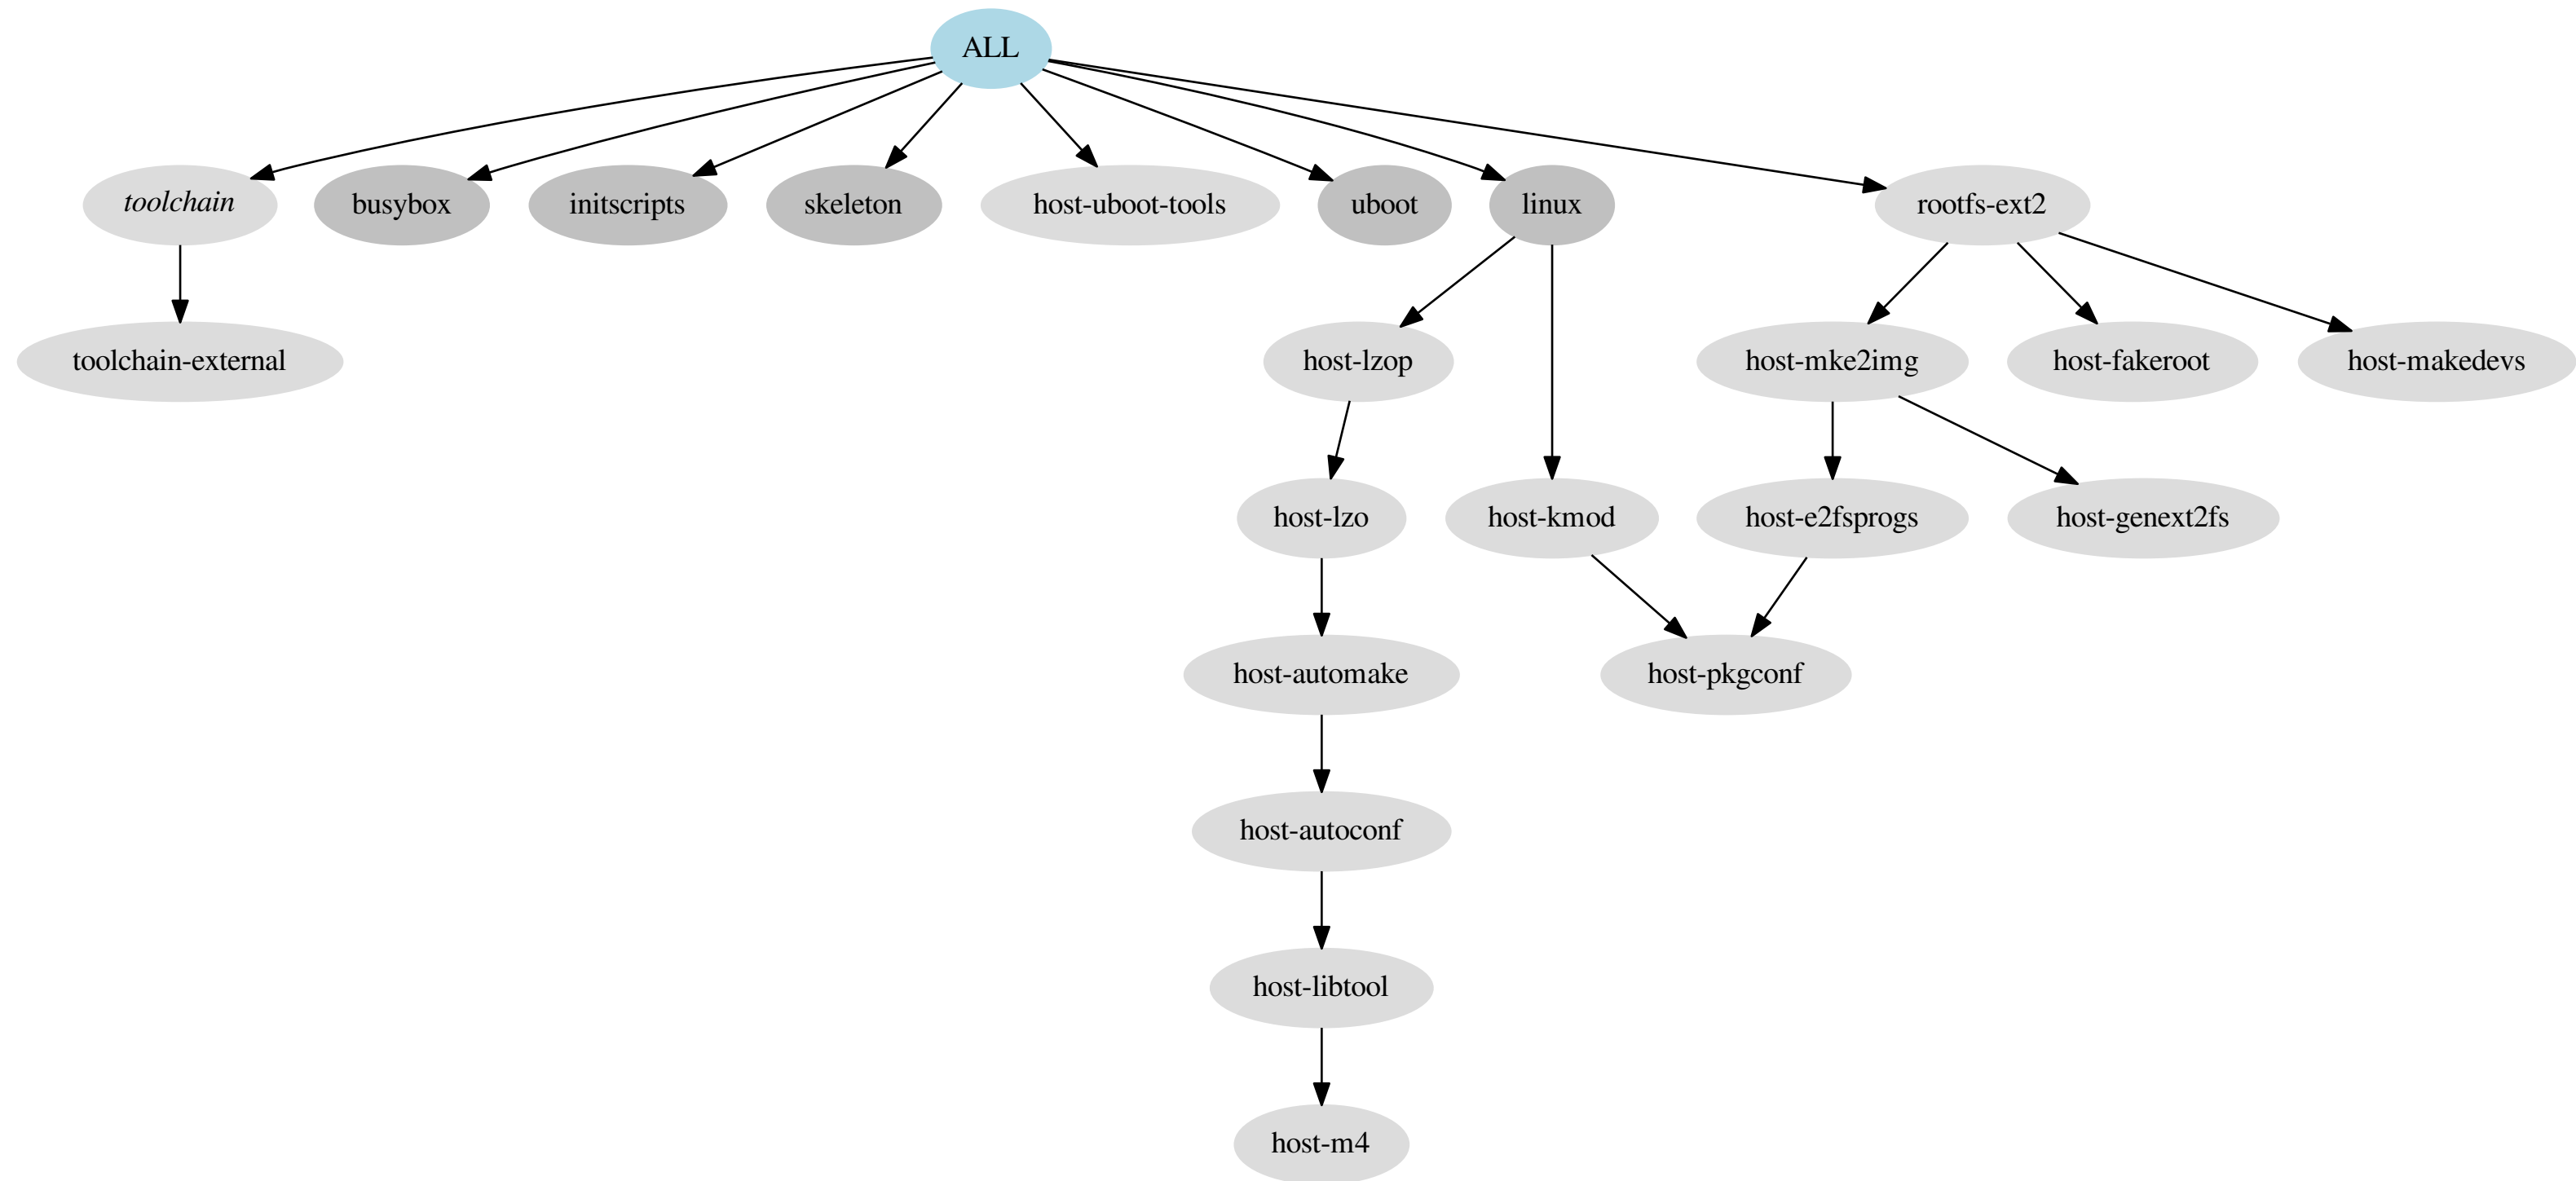 ALL
toolchain
busybox
initscripts
skeleton
host-uboot-tools
uboot
linux
rootfs-ext2
toolchain-external
host-lzop
host-mke2img
host-fakeroot
host-makedevs
host-lzo
host-kmod
host-e2fsprogs
host-genext2fs
host-automake
host-pkgconf
host-autoconf
host-libtool
host-m4